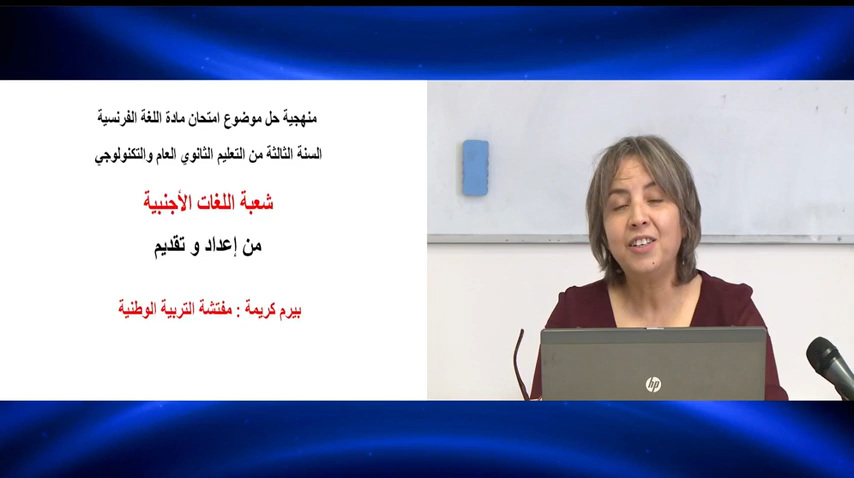 منهجية حل موضوع امتحان مادة اللغة الفرنسية
السنة الثالثة من التعليم الثانوي العام والتكنولوجي
شعبة اللغات الأجنبية
من إعداد و تقديم
بيرم كريمة : مفتشة التربية الوطنية
hp